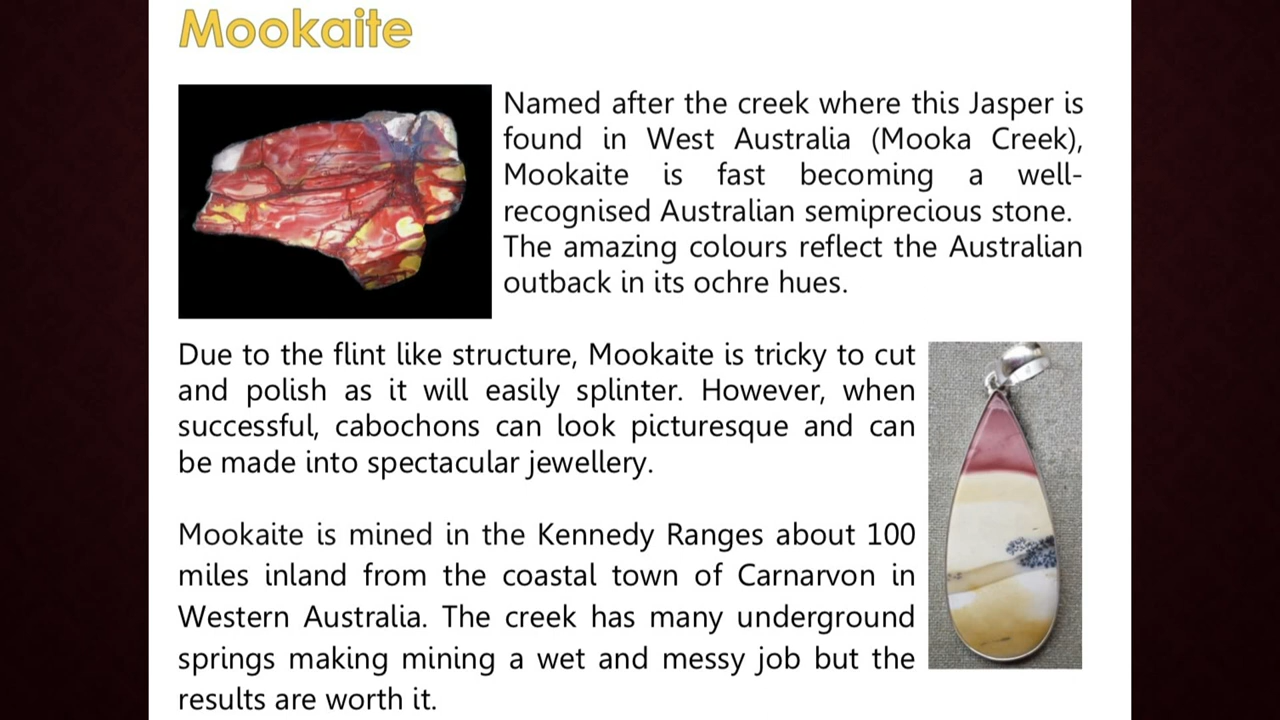 Mookaite
Named after the creek where this Jasper is
found in West Australia (Mooka Creek),
Mookaite is fast becoming a well-
recognised Australian semiprecious stone.
The amazing colours reflect the Australian
outback in its ochre hues.
Due to the flint like structure, Mookaite is tricky to cut
and polish as it will easily splinter. However, when
successful, cabochons can look picturesque and can
be made into spectacular jewellery.
Mookaite is mined in the Kennedy Ranges about 100
miles inland from the coastal town of Carnarvon in
Western Australia. The creek has many underground
springs making mining a wet and messy job but the
results are worth it.